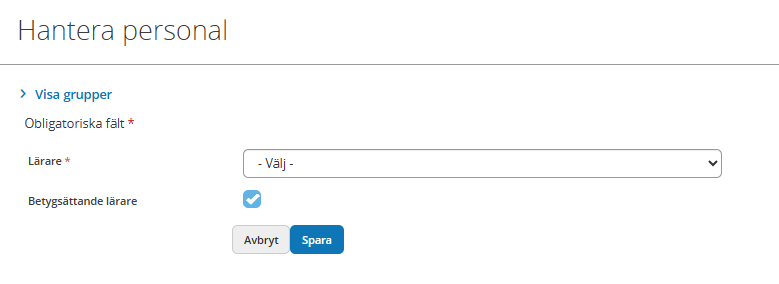 Hantera personal
Visa grupper
Obligatoriska fält *
Lärare *
- Välj -
Betygsättande lärare
Avbryt Spara